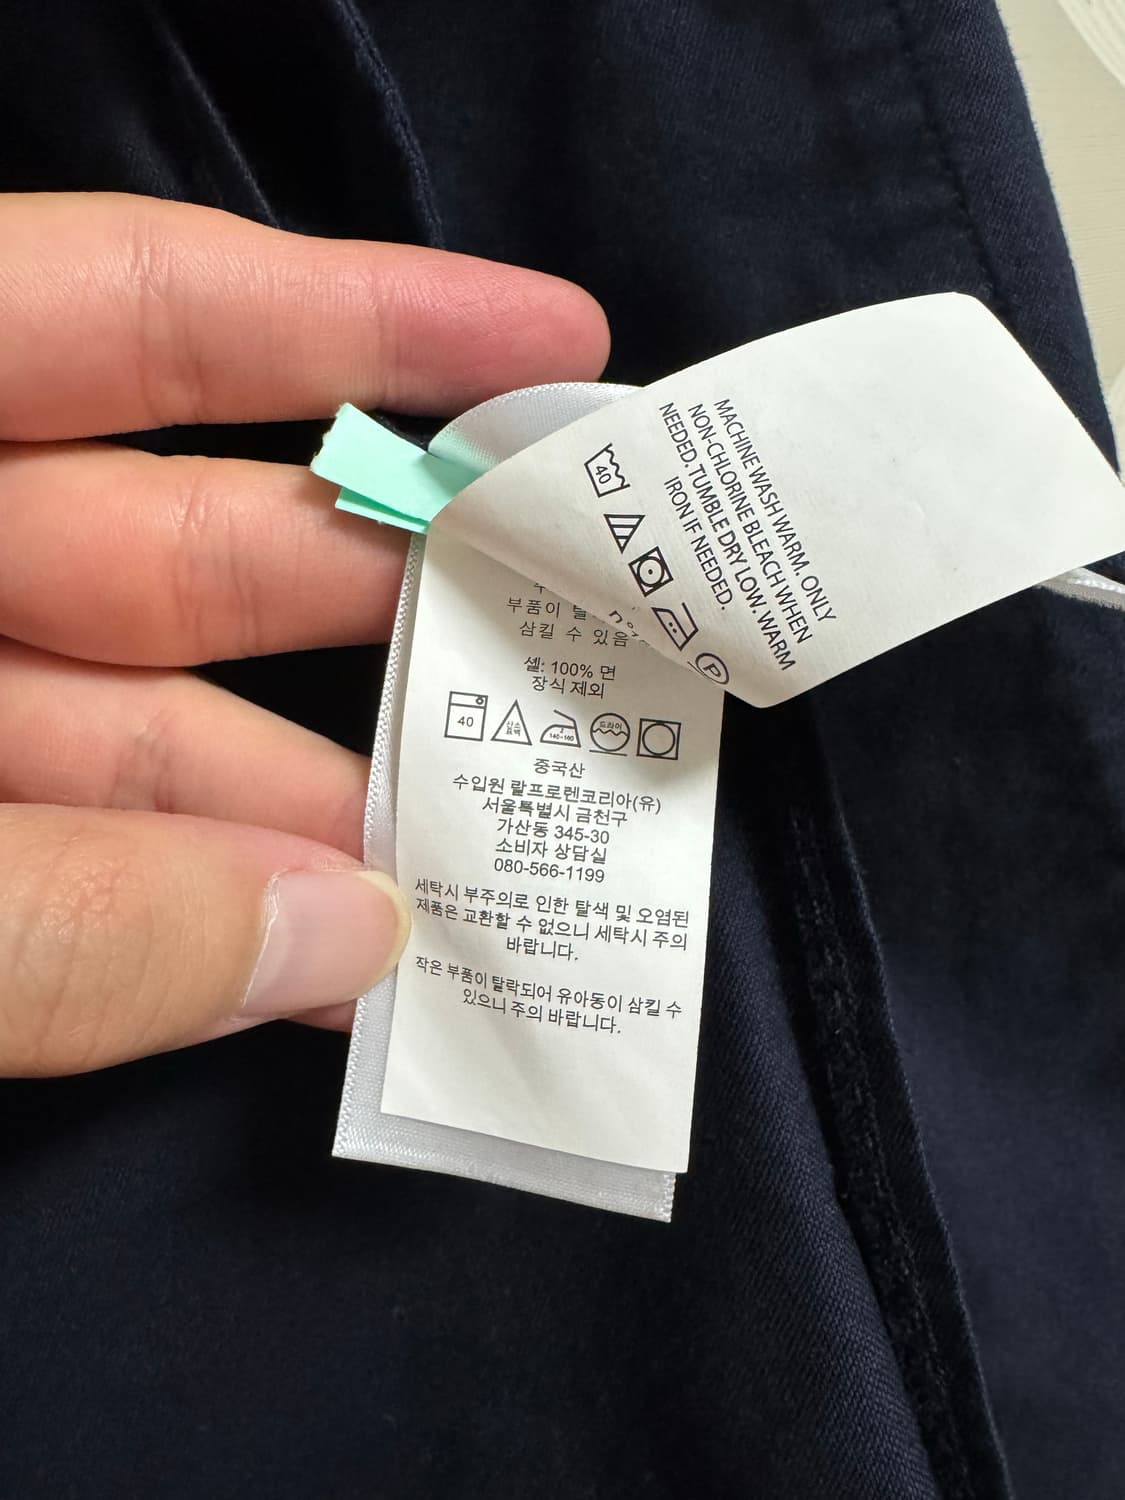 MACHINE WASH WARM. ONLY
NON-CHLORINE BLEACH WHEN
NEEDED. TUMBLE DRY LOW. WARM
IRON IF NEEDED.
40
P
부품이
삼킬 수 있음
셸: 100% 면
장식 제외
40
산소
표백
2
140~160
드라이
중국산
수입원 랄프로렌코리아(유)
서울특별시 금천구
가산동 345-30
소비자 상담실
080-566-1199
세탁시 부주의로 인한 탈색 및 오염된
제품은 교환할 수 없으니 세탁시 주의
바랍니다.
작은 부품이 탈락되어 유아동이 삼킬 수
있으니 주의 바랍니다.